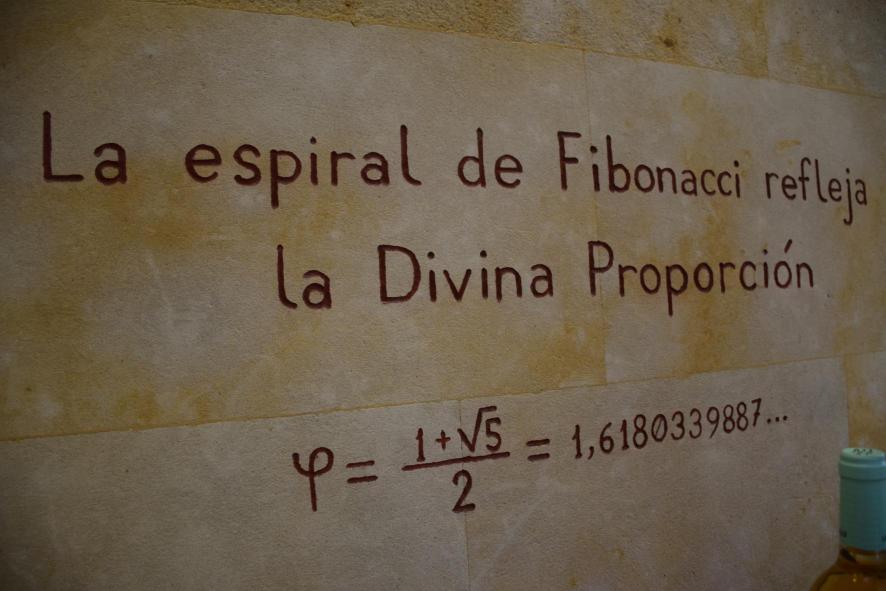 La espiral de Fibonacci refleja
la Divina Proporción
φ = (1+√5)/2 = 1,6180339887...